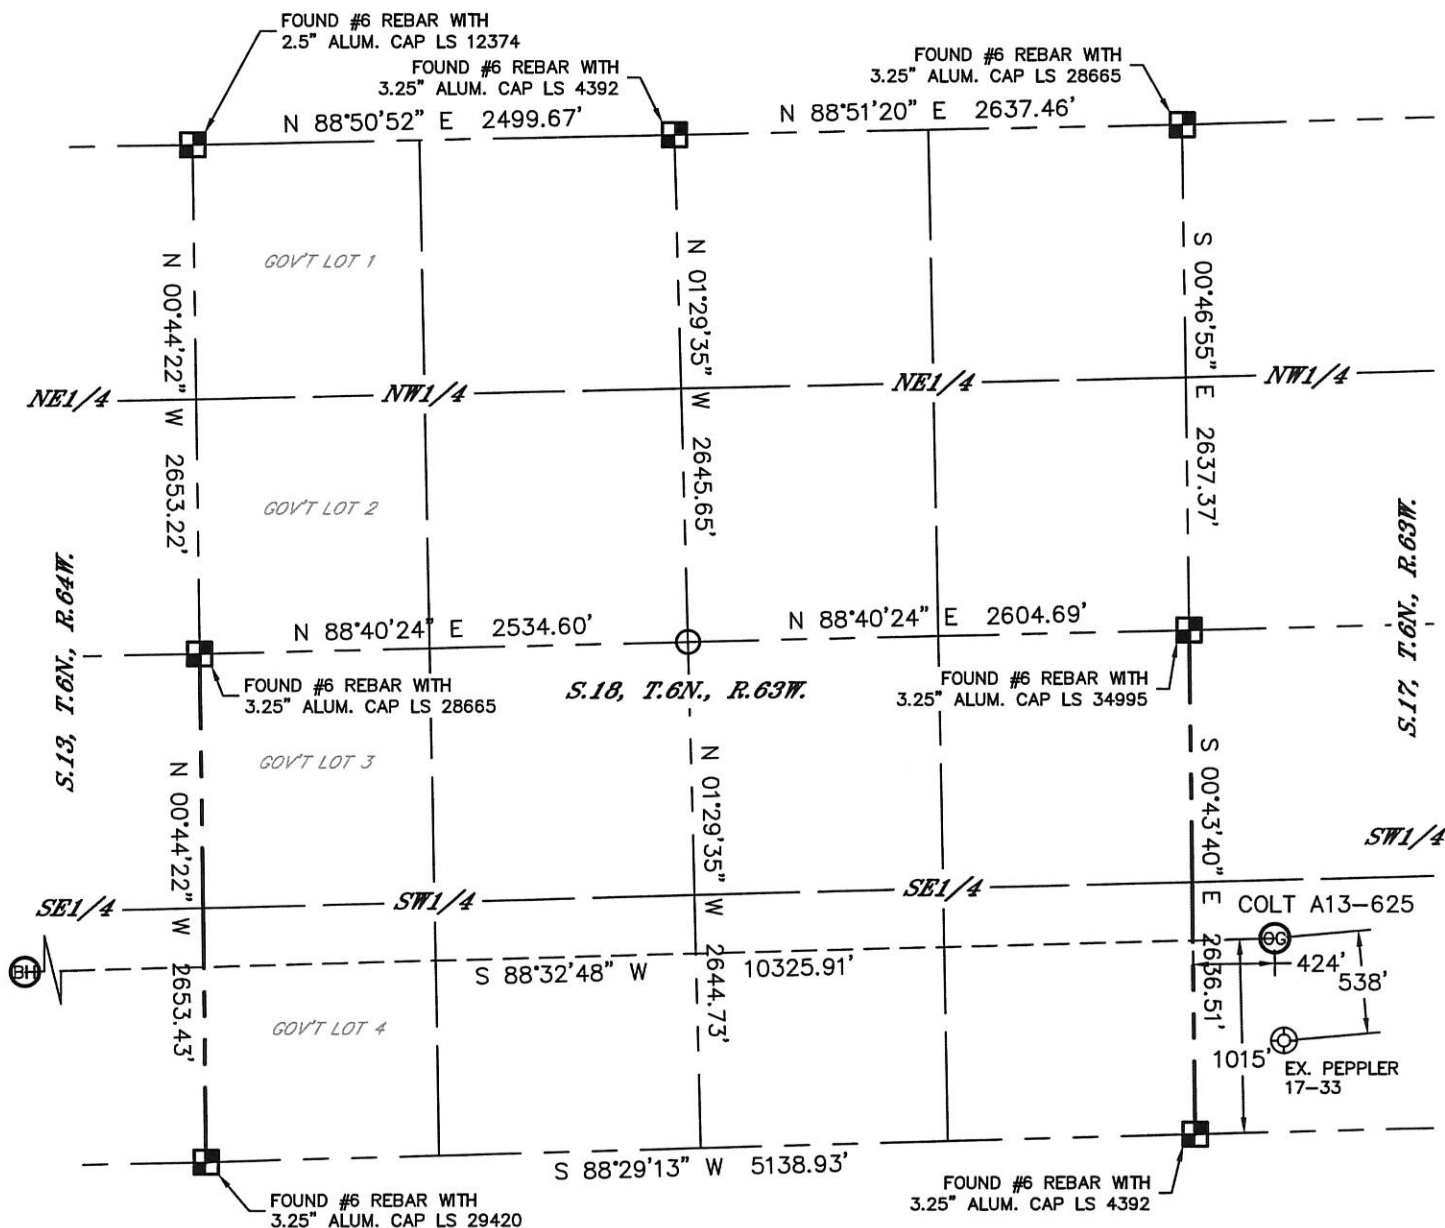 FOUND #6 REBAR WITH
2.5" ALUM. CAP LS 12374
FOUND #6 REBAR WITH
3.25" ALUM. CAP LS 4392
FOUND #6 REBAR WITH
3.25" ALUM. CAP LS 28665
N 88°50'52" E 2499.67'
N 88°51'20" E 2637.46'
N 00°44'22" W 2653.22'
GOV'T LOT 1
N 01°29'35" W 2645.65'
S 00°46'55" E 2637.37'
NE1/4
NW1/4
NE1/4
NW1/4
GOV'T LOT 2
S.13, T.6N., R.64W.
S.17, T.6N., R.63W.
N 88°40'24" E 2534.60'
N 88°40'24" E 2604.69'
FOUND #6 REBAR WITH
3.25" ALUM. CAP LS 28665
S.18, T.6N., R.63W.
FOUND #6 REBAR WITH
3.25" ALUM. CAP LS 34995
GOV'T LOT 3
N 00°44'22" W 2653.43'
N 01°29'35" W 2644.73'
S 00°43'40" E 2636.51'
SW1/4
SE1/4
SW1/4
SE1/4
COLT A13-625
OG
BH
S 88°32'48" W 10325.91'
424'
538'
GOV'T LOT 4
1015'
EX. PEPPLER
17-33
S 88°29'13" W 5138.93'
FOUND #6 REBAR WITH
3.25" ALUM. CAP LS 29420
FOUND #6 REBAR WITH
3.25" ALUM. CAP LS 4392